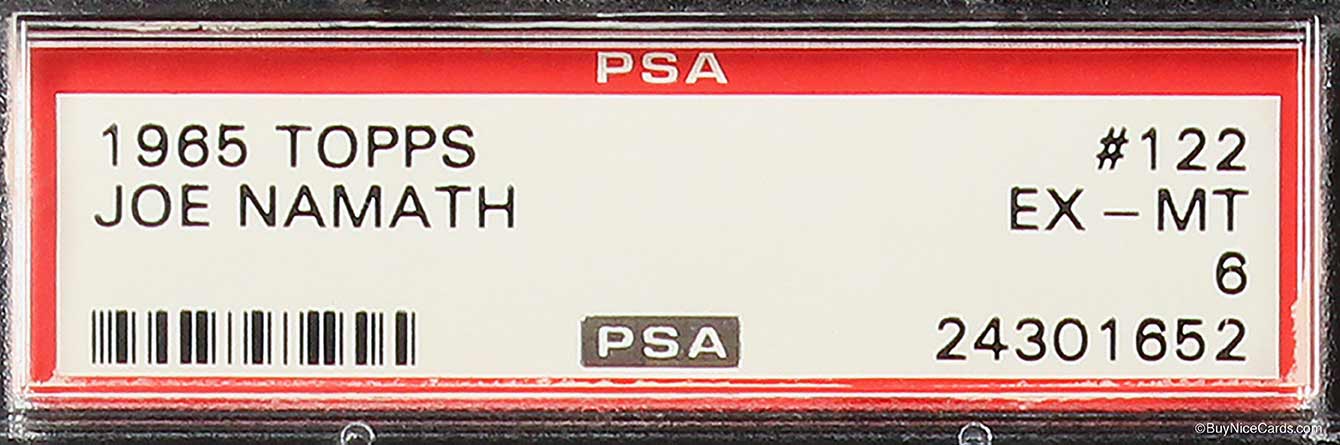 PSA
1965 TOPPS #122
JOE NAMATH EX – MT
6
PSA 24301652
©BuyNiceCards.com